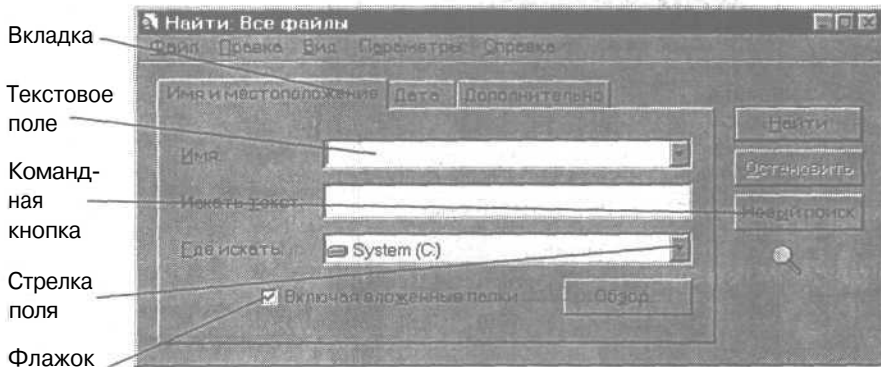 Вкладка
Текстовое
поле
Команд-
ная
кнопка
Стрелка
поля
Флажок
Найти: Все файлы
Файл Правка Вид Параметры Справка
Имя и местоположение Дата Дополнительно
Имя:
Искать текст:
Где искать: System (C:)
Включая вложенные папки Обзор...
Найти
Остановить
Новый поиск